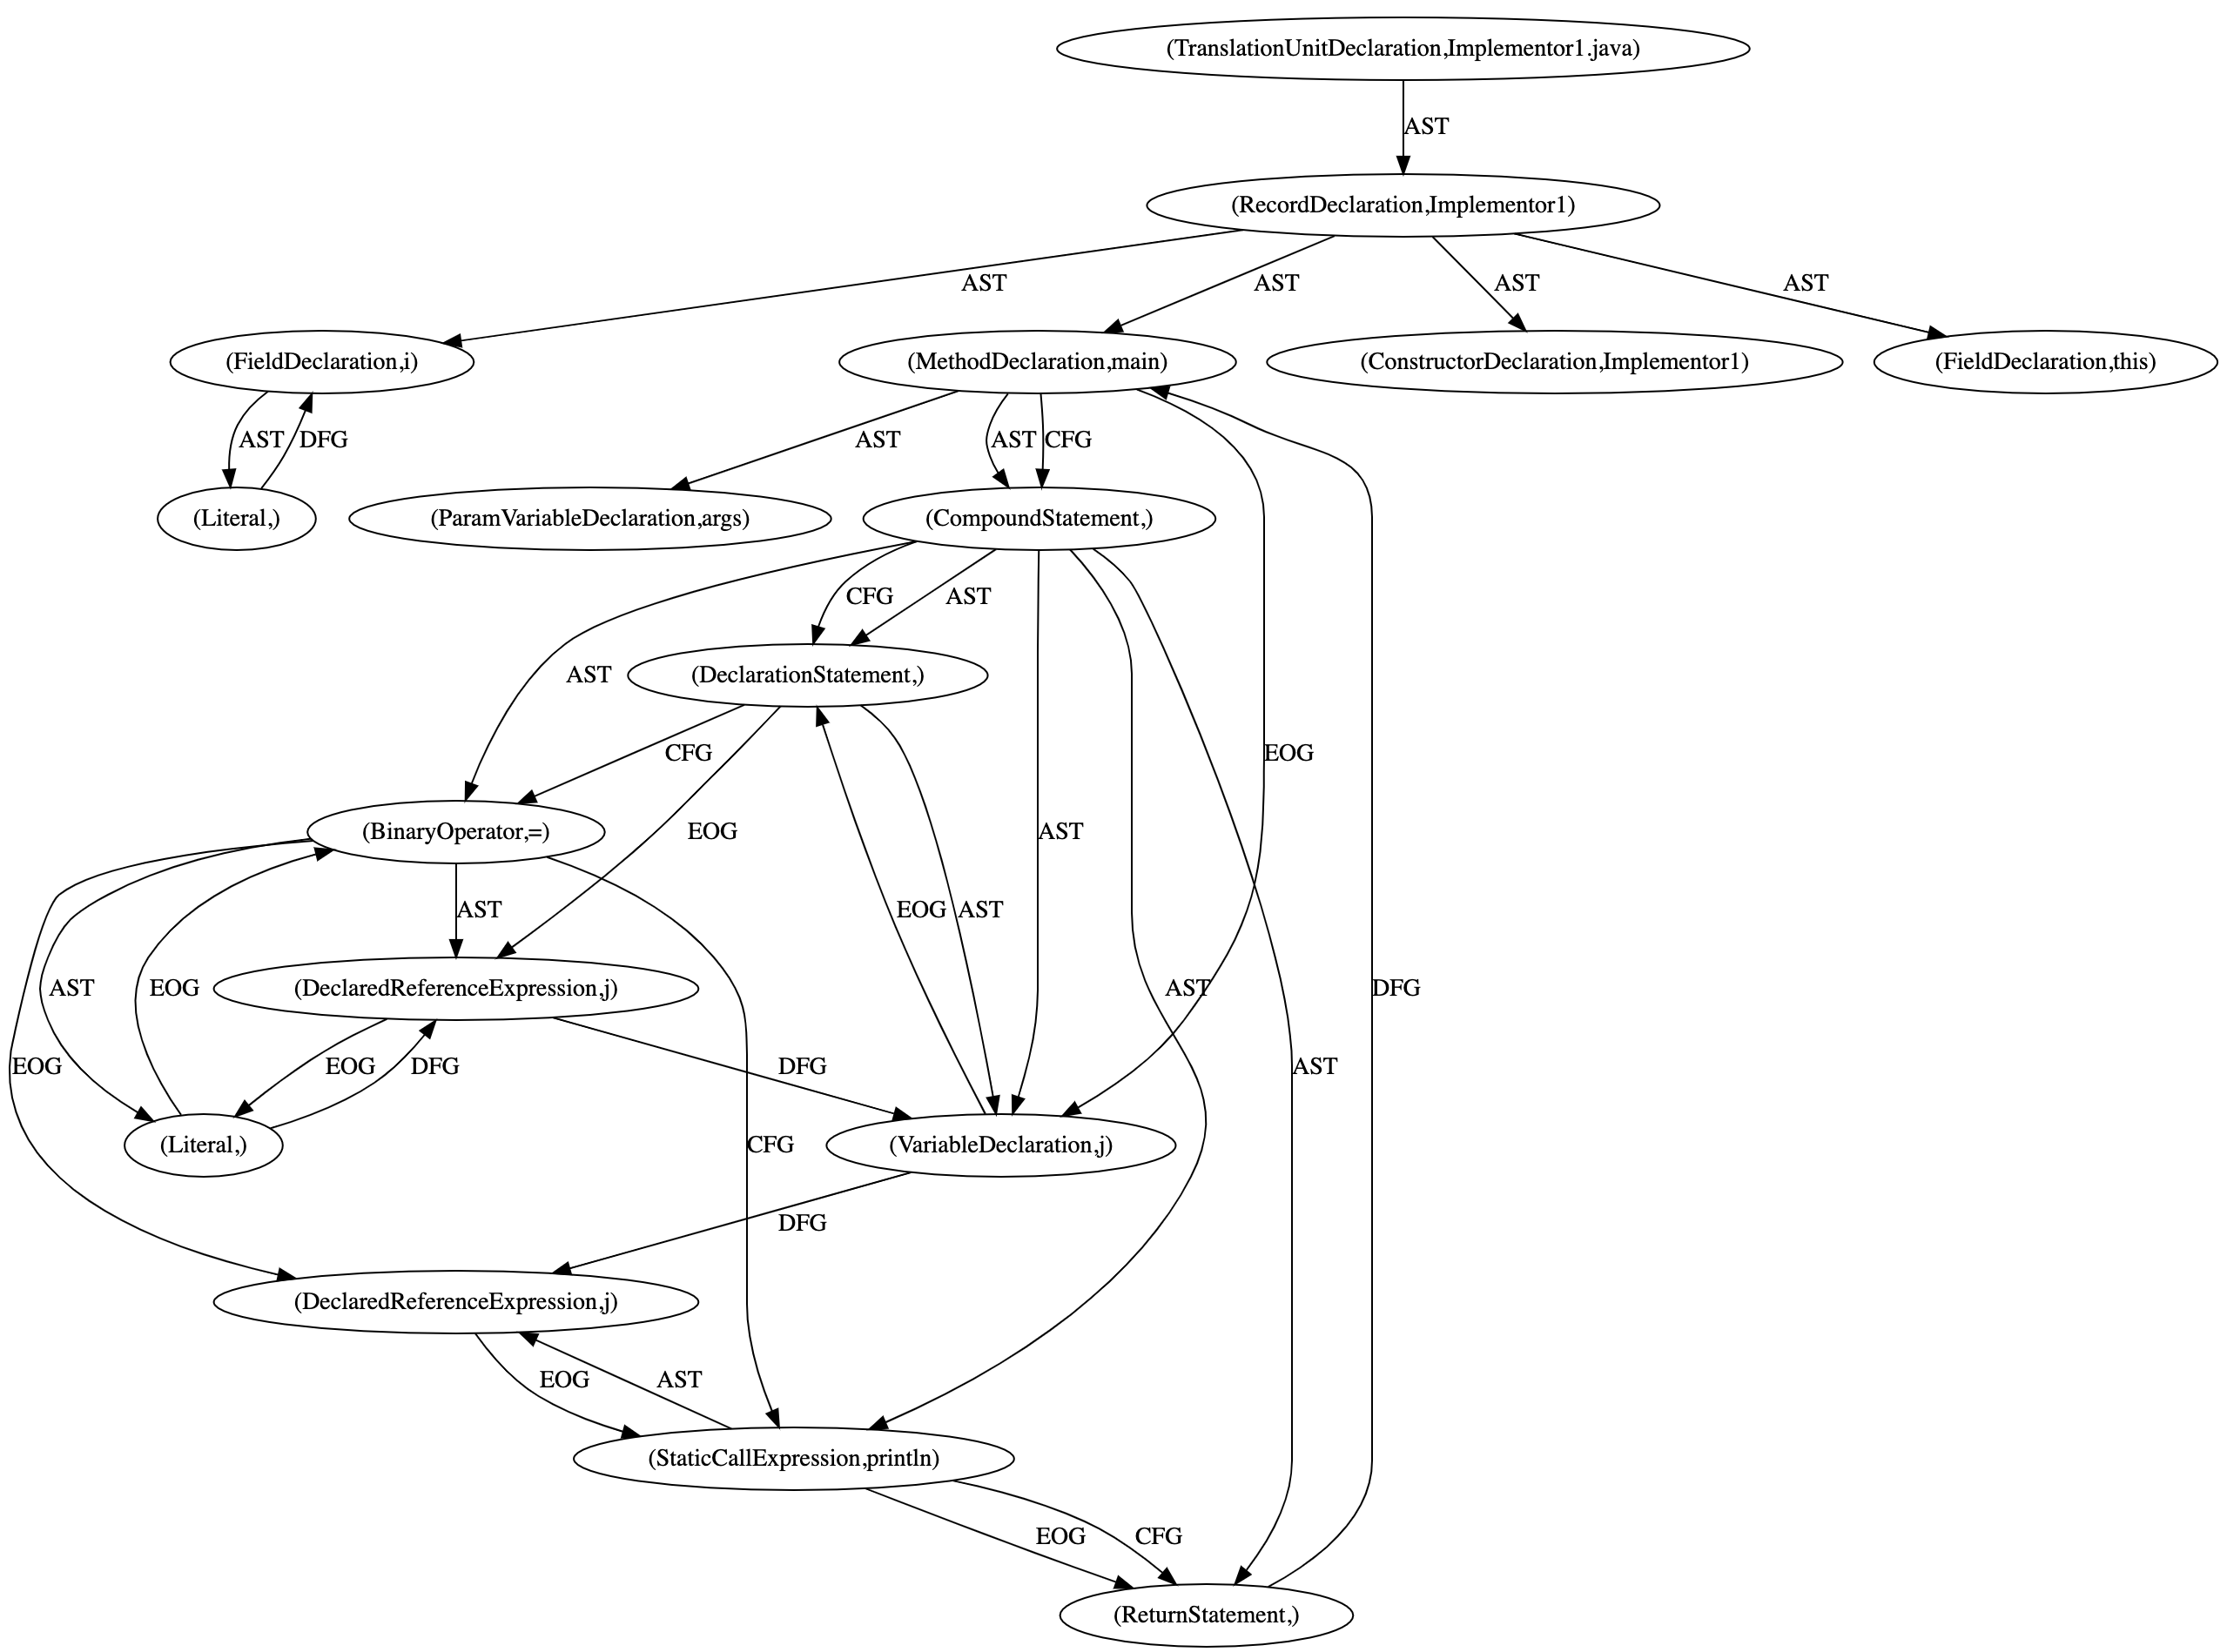 (TranslationUnitDeclaration,Implementor1.java)
AST
(RecordDeclaration,Implementor1)
AST
AST
AST
AST
(FieldDeclaration,i)
(MethodDeclaration,main)
(ConstructorDeclaration,Implementor1)
(FieldDeclaration,this)
AST
DFG
AST
AST
CFG
(Literal,)
(ParamVariableDeclaration,args)
(CompoundStatement,)
CFG
AST
AST
(DeclarationStatement,)
CFG
EOG
(BinaryOperator,=)
EOG
AST
AST
EOG
AST
AST
EOG
(DeclaredReferenceExpression,j)
AST
DFG
EOG
EOG
DFG
DFG
AST
(Literal,)
CFG
(VariableDeclaration,j)
DFG
(DeclaredReferenceExpression,j)
EOG
AST
(StaticCallExpression,println)
EOG
CFG
(ReturnStatement,)